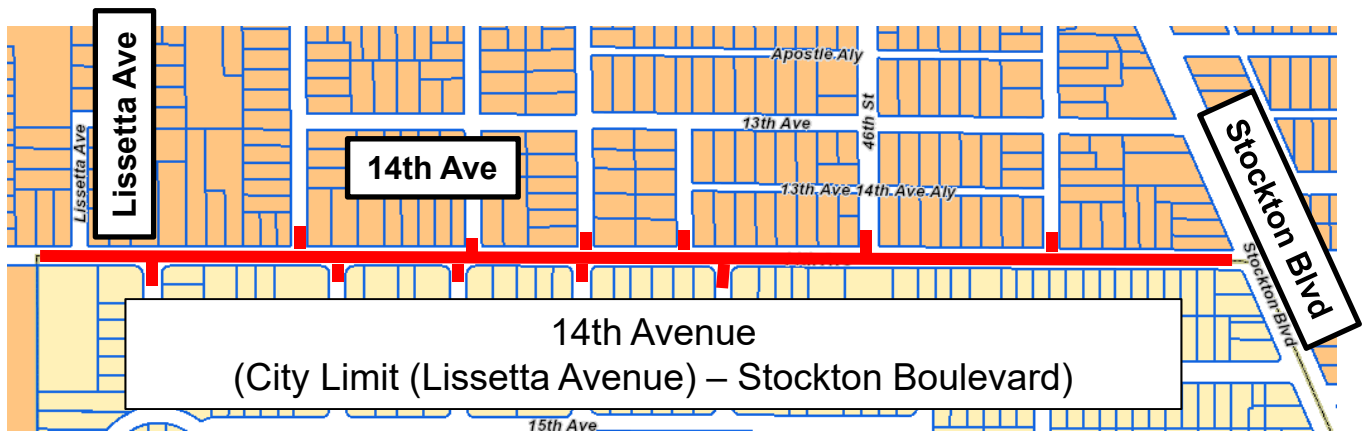 Lissetta Ave
Apostle Aly
13th Ave
46th St
Lissetta Ave
14th Ave
13th Ave 14th Ave Aly
Stockton Blvd
Stockton Blvd
14th Avenue
(City Limit (Lissetta Avenue) – Stockton Boulevard)
15th Ave